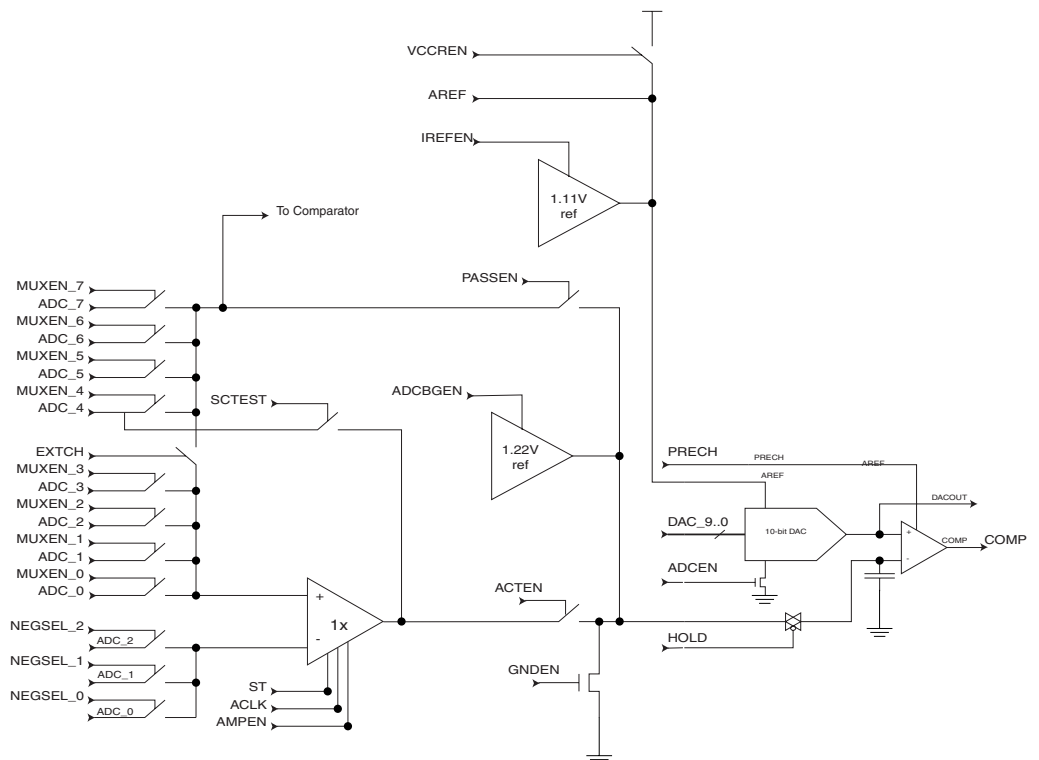 VCCREN
AREF
IREFEN
1.11V
ref
To Comparator
PASSEN
MUXEN_7
ADC_7
MUXEN_6
ADC_6
MUXEN_5
ADC_5
MUXEN_4
ADC_4
SCTEST
ADCBGEN
1.22V
ref
EXTCH
MUXEN_3
ADC_3
MUXEN_2
ADC_2
MUXEN_1
ADC_1
MUXEN_0
ADC_0
PRECH
PRECH
AREF
AREF
DACOUT
DAC_9..0
10-bit DAC
+
-
COMP
COMP
ADCEN
ACTEN
+
1x
-
NEGSEL_2
ADC_2
NEGSEL_1
ADC_1
NEGSEL_0
ADC_0
HOLD
GNDEN
ST
ACLK
AMPEN